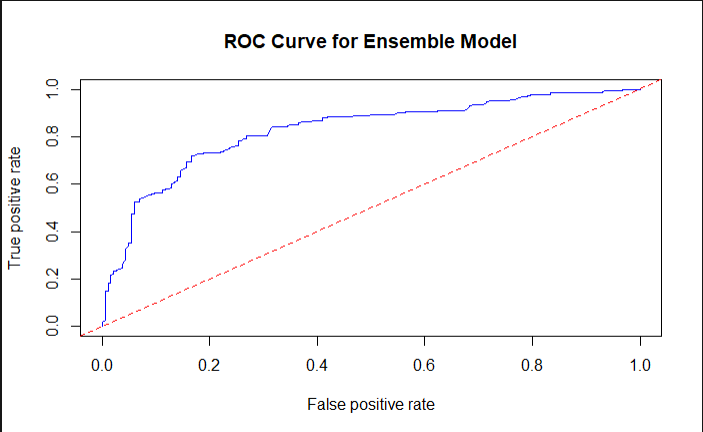 ROC Curve for Ensemble Model
True positive rate
1.0
0.8
0.6
0.4
0.2
0.0
0.0 0.2 0.4 0.6 0.8 1.0
False positive rate